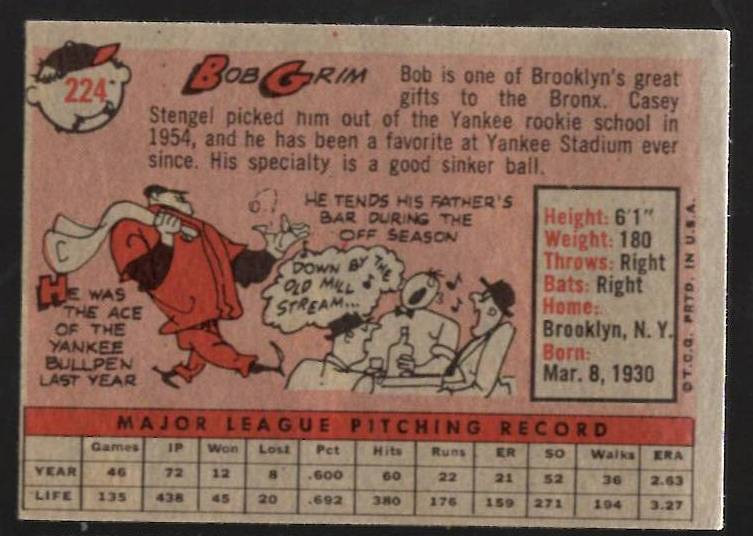 224
BOB GRIM
Bob is one of Brooklyn's great
gifts to the Bronx. Casey
Stengel picked him out of the Yankee rookie school in
1954, and he has been a favorite at Yankee Stadium ever
since. His specialty is a good sinker ball.
HE TENDS HIS FATHER'S
BAR DURING THE
OFF SEASON
DOWN BY THE
OLD MILL
STREAM...
HE WAS
THE ACE
OF THE
YANKEE
BULLPEN
LAST YEAR
Height: 6'1"
Weight: 180
Throws: Right
Bats: Right
Home:
Brooklyn, N. Y.
Born:
Mar. 8, 1930
©T.C.G. PRTD. IN U.S.A.
MAJOR LEAGUE PITCHING RECORD
Games IP Won Lost Pct Hits Runs ER SO Walks ERA
YEAR 46 72 12 8 .600 60 22 21 52 36 2.63
LIFE 135 438 45 20 .692 380 176 159 271 194 3.27